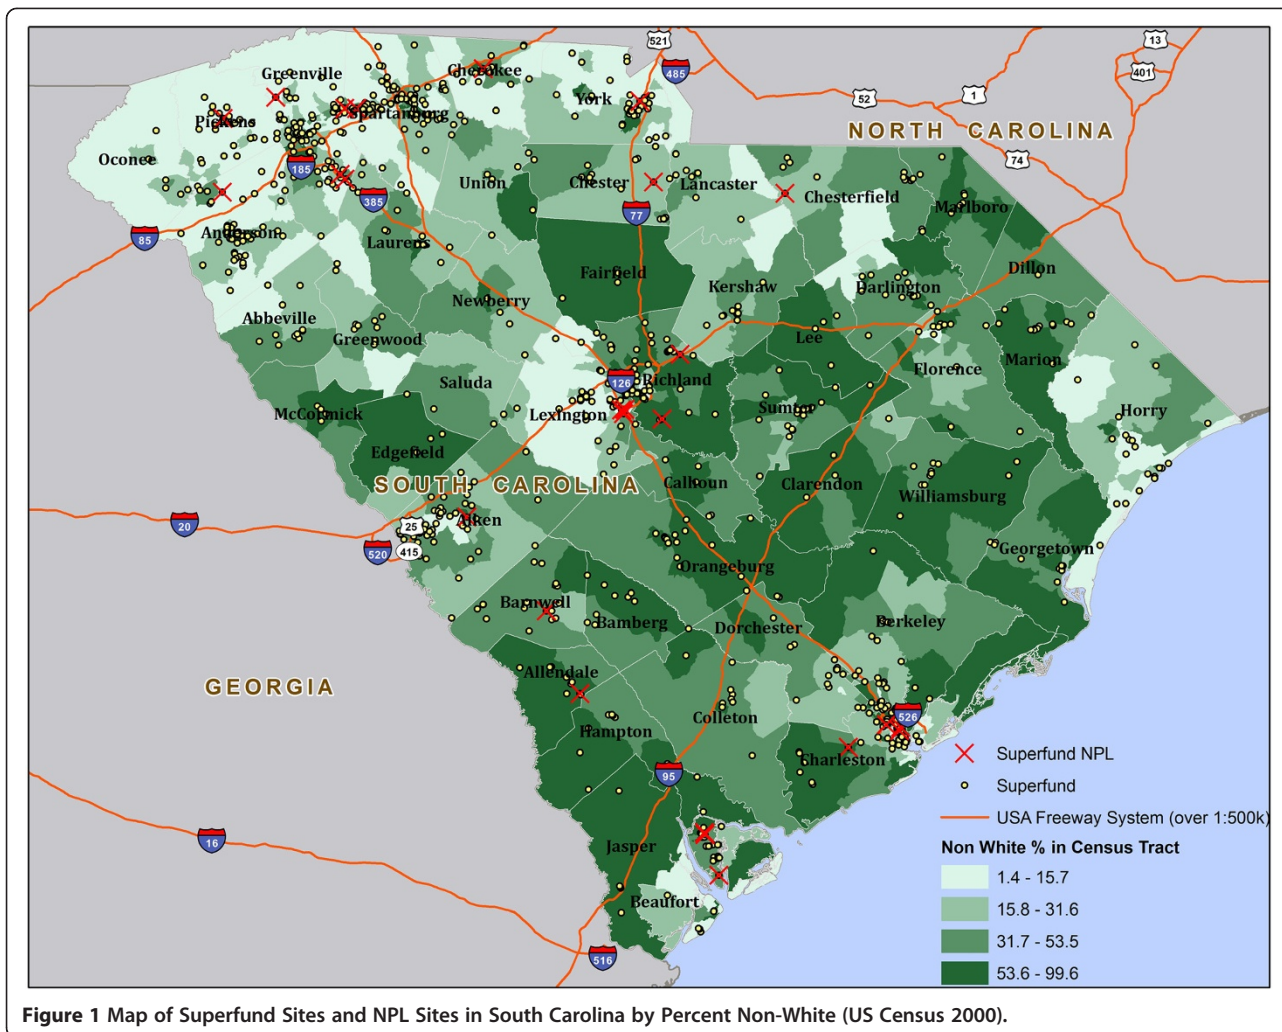 521
13
485
401
Cherokee
Greenville
52
1
York
NORTH CAROLINA
Pickens
Spartanburg
74
Oconee
185
Union
Chester
Lancaster
385
Chesterfield
77
Marlboro
85
Anderson
Laurens
Fairfield
Dillon
Kershaw
Darlington
Newberry
Abbeville
Greenwood
Lee
Marion
Florence
126
Richland
Saluda
McCormick
Lexington
Sumter
Horry
Edgefield
SOUTH CAROLINA
Calhoun
Clarendon
Williamsburg
20
25
Aiken
415
520
Georgetown
Orangeburg
Barnwell
Bamberg
Dorchester
Berkeley
Allendale
GEORGIA
Colleton
526
Hampton
Charleston
95
16
Jasper
Beaufort
516
Superfund NPL
Superfund
USA Freeway System (over 1:500k)
Non White % in Census Tract
1.4 - 15.7
15.8 - 31.6
31.7 - 53.5
53.6 - 99.6
Figure 1 Map of Superfund Sites and NPL Sites in South Carolina by Percent Non-White (US Census 2000).